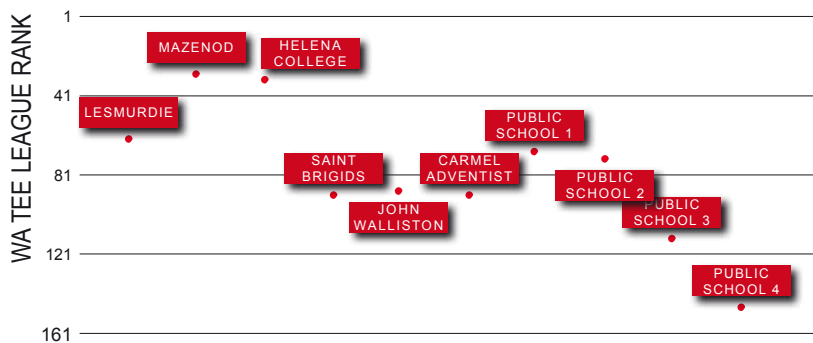 WA TEE LEAGUE RANK
1
41
81
121
161
LESMURDIE
MAZENOD
HELENA
COLLEGE
SAINT
BRIGIDS
JOHN
WALLISTON
CARMEL
ADVENTIST
PUBLIC
SCHOOL 1
PUBLIC
SCHOOL 2
PUBLIC
SCHOOL 3
PUBLIC
SCHOOL 4